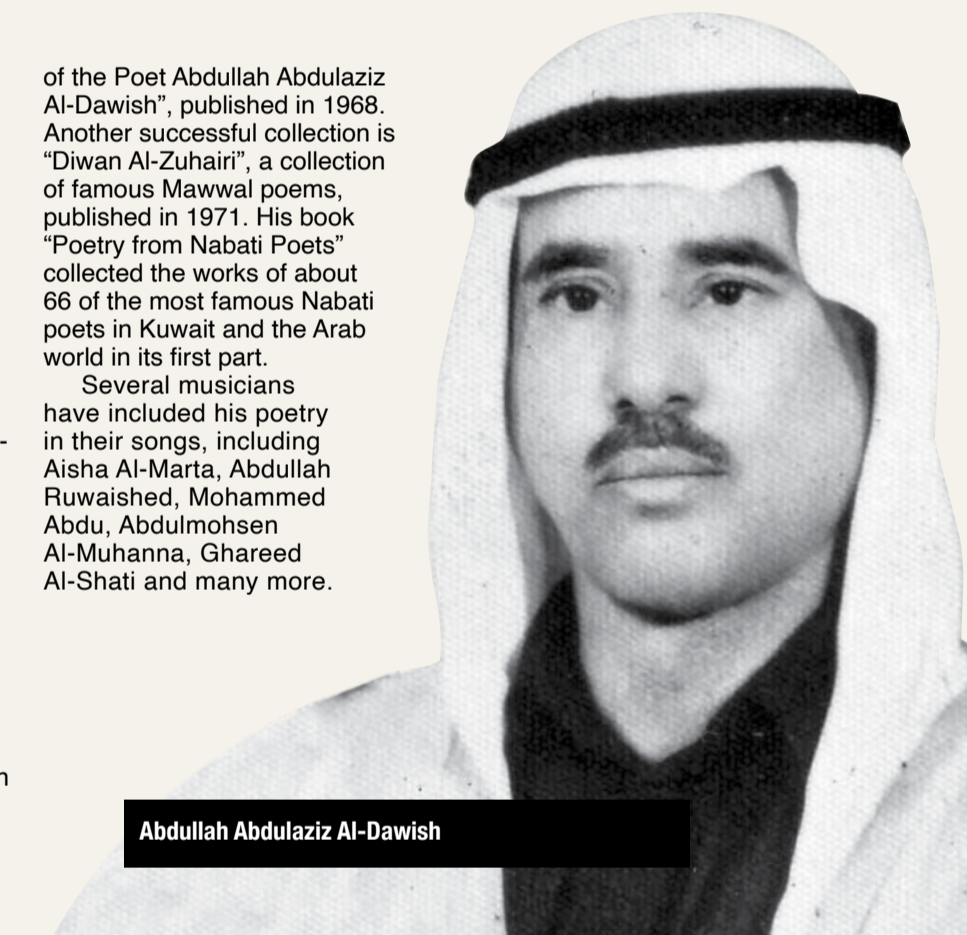 of the Poet Abdullah Abdulaziz
Al-Dawish”, published in 1968.
Another successful collection is
“Diwan Al-Zuhairi”, a collection
of famous Mawwal poems,
published in 1971. His book
“Poetry from Nabati Poets”
collected the works of about
66 of the most famous Nabati
poets in Kuwait and the Arab
world in its first part.
Several musicians
have included his poetry
in their songs, including
Aisha Al-Marta, Abdullah
Ruwaished, Mohammed
Abdu, Abdulmohsen
Al-Muhanna, Ghareed
Al-Shati and many more.
Abdullah Abdulaziz Al-Dawish